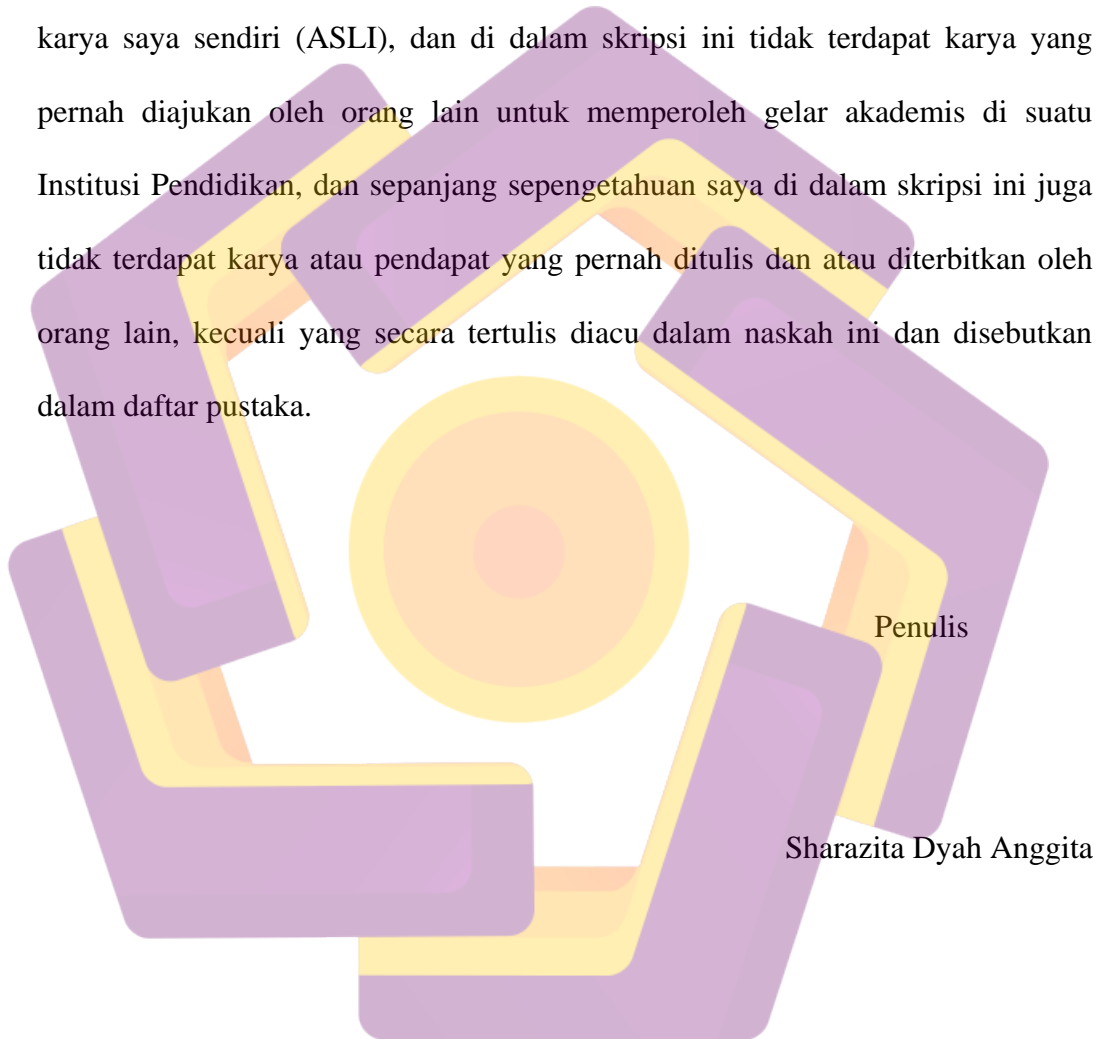 karya saya sendiri (ASLI), dan di dalam skripsi ini tidak terdapat karya yang
pernah diajukan oleh orang lain untuk memperoleh gelar akademis di suatu
Institusi Pendidikan, dan sepanjang sepengetahuan saya di dalam skripsi ini juga
tidak terdapat karya atau pendapat yang pernah ditulis dan atau diterbitkan oleh
orang lain, kecuali yang secara tertulis diacu dalam naskah ini dan disebutkan
dalam daftar pustaka.
Penulis
Sharazita Dyah Anggita